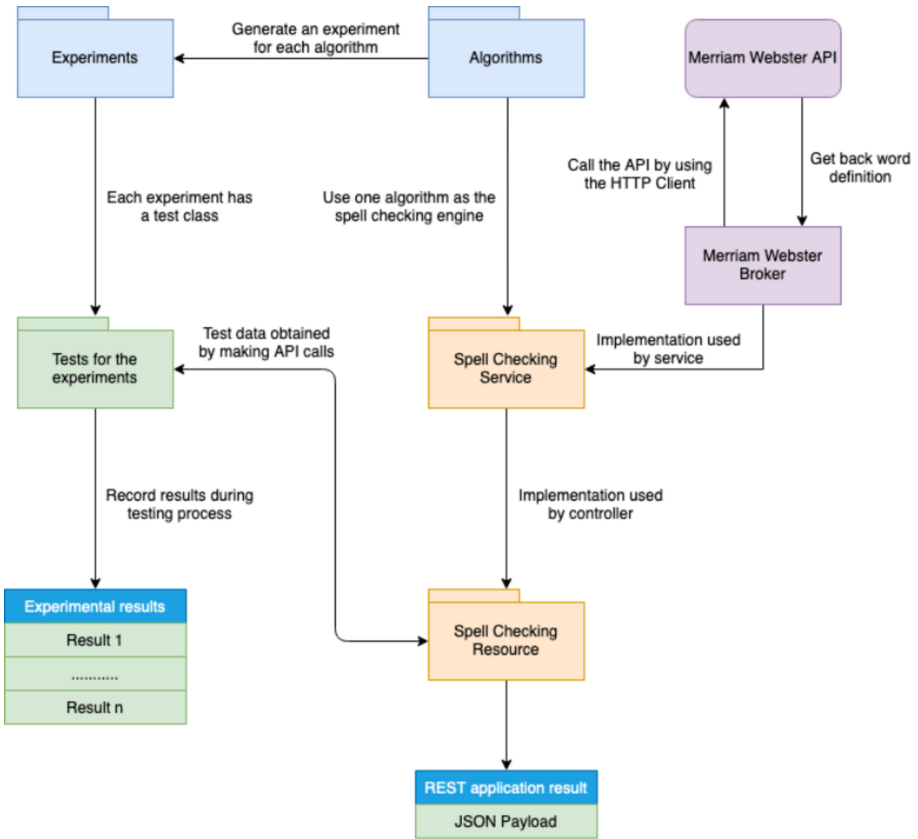 Experiments
Generate an experiment
for each algorithm
Algorithms
Merriam Webster API
Each experiment has
a test class
Use one algorithm as the
spell checking engine
Call the API by using
the HTTP Client
Get back word
definition
Merriam Webster
Broker
Tests for the
experiments
Test data obtained
by making API calls
Spell Checking
Service
Implementation used
by service
Record results during
testing process
Implementation used
by controller
Experimental results
Result 1
...........
Result n
Spell Checking
Resource
REST application result
JSON Payload